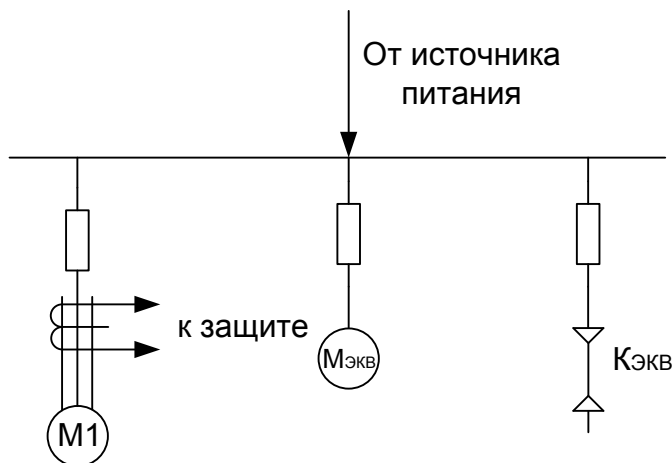 От источника
питания
к защите
Мэкв
Кэкв
М1